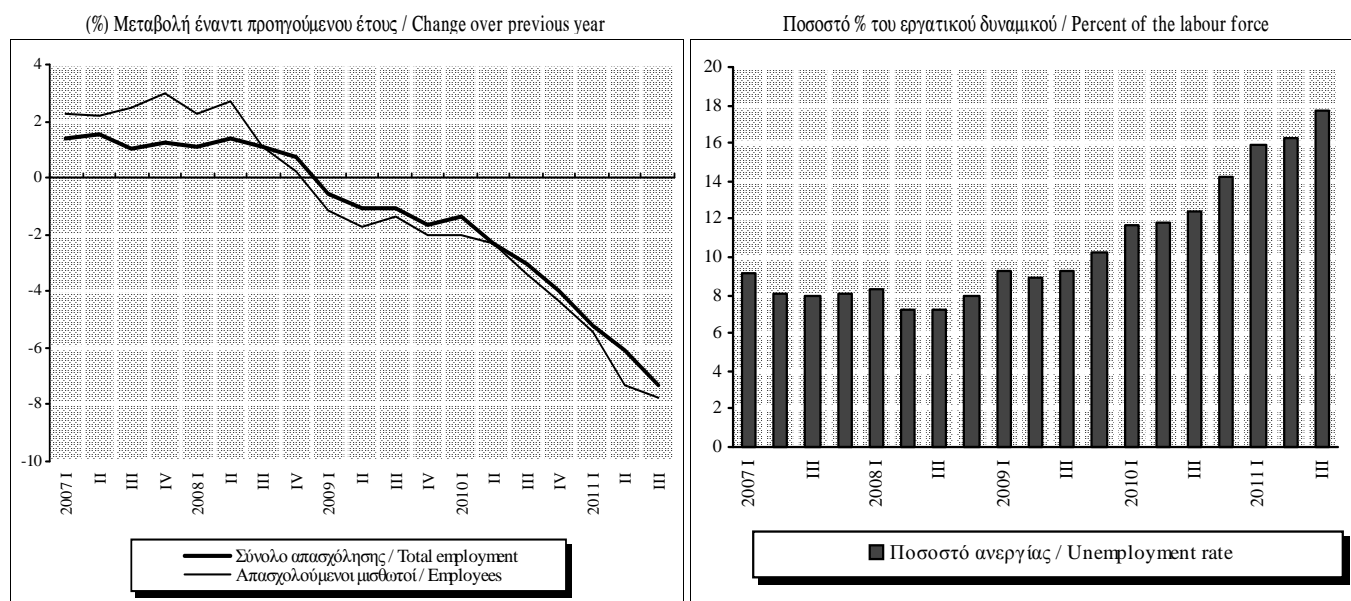 (%) Μεταβολή έναντι προηγούμενου έτους / Change over previous year
4
2
0
-2
-4
-6
-8
-10
2007 I
II
III
IV
2008 I
II
III
IV
2009 I
II
III
IV
2010 I
II
III
IV
2011 I
II
III
Σύνολο απασχόλησης / Total employment
Απασχολούμενοι μισθωτοί / Employees
Ποσοστό % του εργατικού δυναμικού / Percent of the labour force
20
18
16
14
12
10
8
6
4
2
0
2007 I
III
2008 I
III
2009 I
III
2010 I
III
2011 I
III
Ποσοστό ανεργίας / Unemployment rate